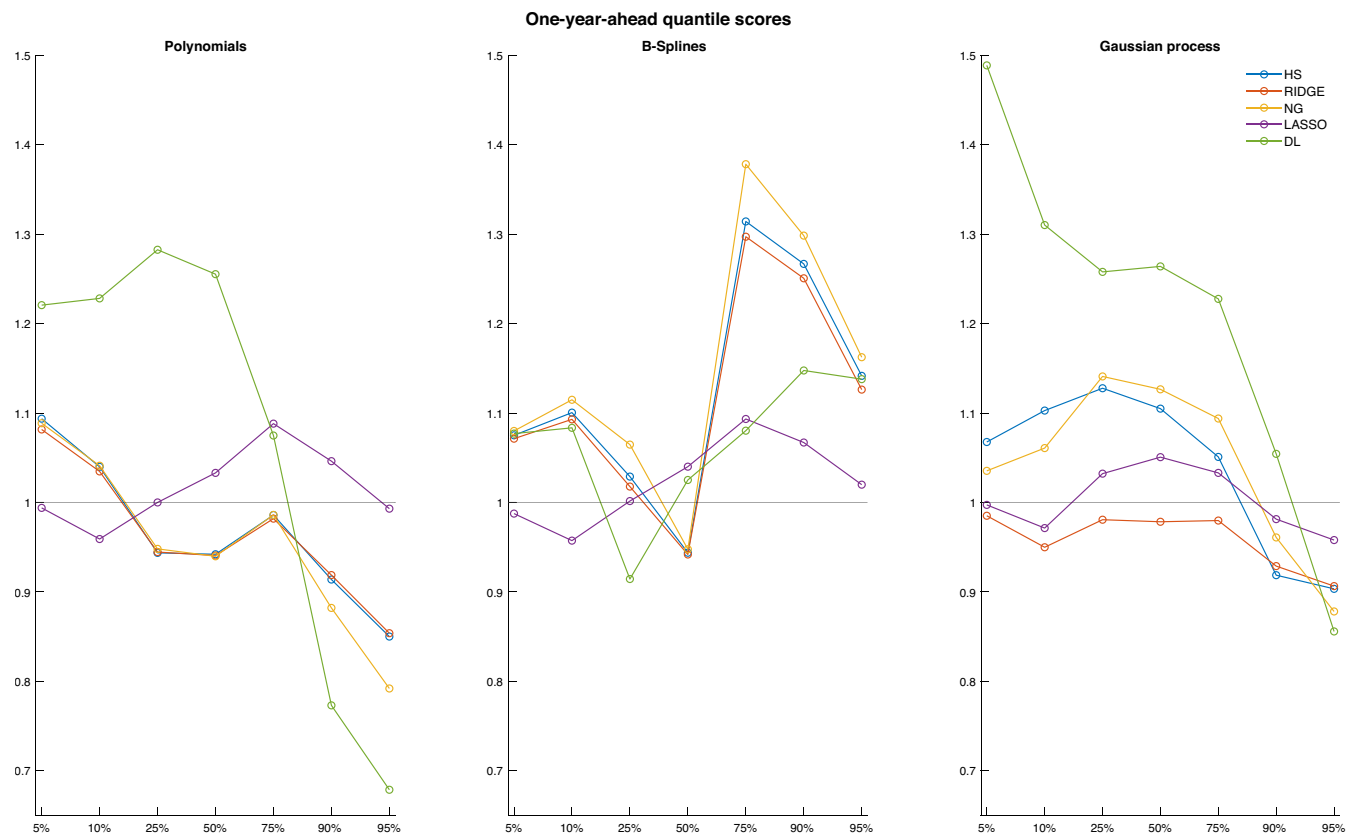 One-year-ahead quantile scores
Polynomials
1.5
1.4
1.3
1.2
1.1
1
0.9
0.8
0.7
5% 10% 25% 50% 75% 90% 95%
B-Splines
1.5
1.4
1.3
1.2
1.1
1
0.9
0.8
0.7
5% 10% 25% 50% 75% 90% 95%
Gaussian process
1.5
1.4
1.3
1.2
1.1
1
0.9
0.8
0.7
5% 10% 25% 50% 75% 90% 95%
HS
RIDGE
NG
LASSO
DL